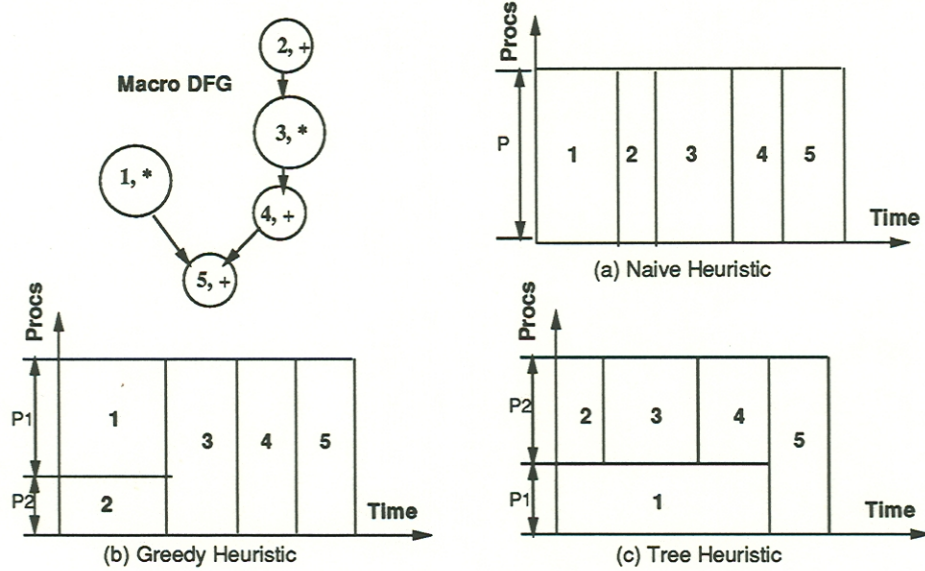 Macro DFG
2, +
3, *
1, *
4, +
5, +
Procs
P
1
2
3
4
5
Time
(a) Naive Heuristic
Procs
P1
P2
1
2
3
4
5
Time
(b) Greedy Heuristic
Procs
P2
P1
2
3
4
5
1
Time
(c) Tree Heuristic